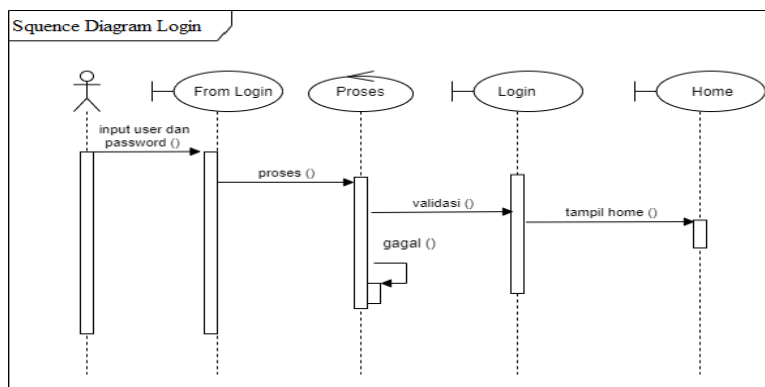 Squence Diagram Login
From Login
Proses
Login
Home
input user dan
password ()
proses ()
validasi ()
tampil home ()
gagal ()